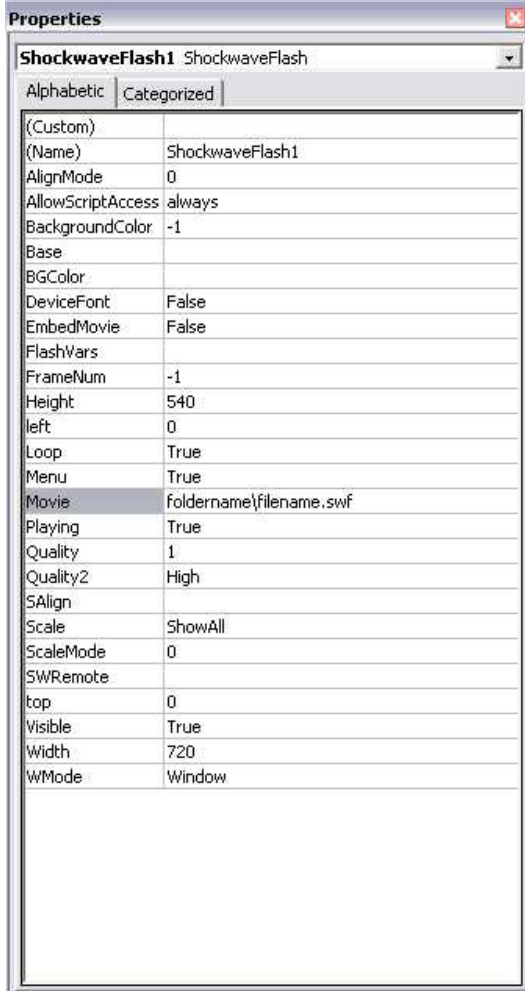 Properties
ShockwaveFlash1 ShockwaveFlash
Alphabetic Categorized
(Custom)
(Name) ShockwaveFlash1
AlignMode 0
AllowScriptAccess always
BackgroundColor -1
Base
BGColor
DeviceFont False
EmbedMovie False
FlashVars
FrameNum -1
Height 540
left 0
Loop True
Menu True
Movie foldername\filename.swf
Playing True
Quality 1
Quality2 High
SAlign
Scale ShowAll
ScaleMode 0
SWRemote
top 0
Visible True
Width 720
WMode Window